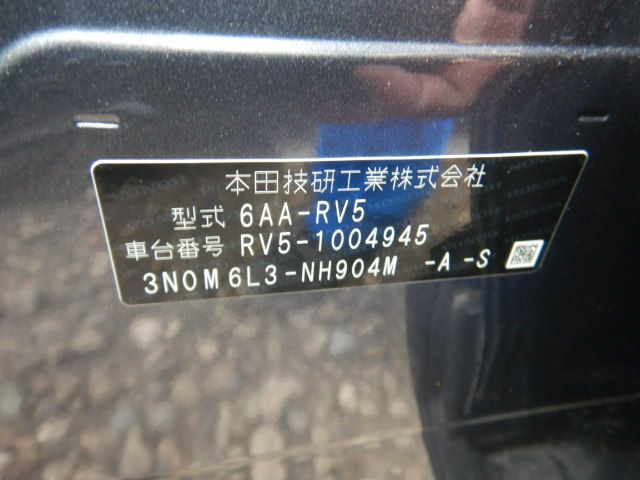 本田技研工業株式会社
型式 6AA-RV5
車台番号 RV5-1004945
3N0M6L3-NH904M -A-S